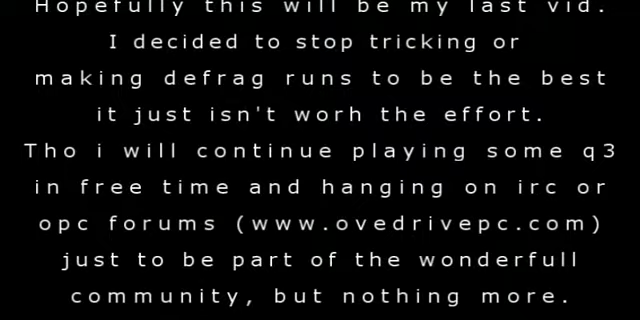 Hopefully this will be my last vid.
I decided to stop tricking or
making defrag runs to be the best
it just isn't worh the effort.
Tho i will continue playing some q3
in free time and hanging on irc or
opc forums (www.ovedrivepc.com)
just to be part of the wonderfull
community, but nothing more.